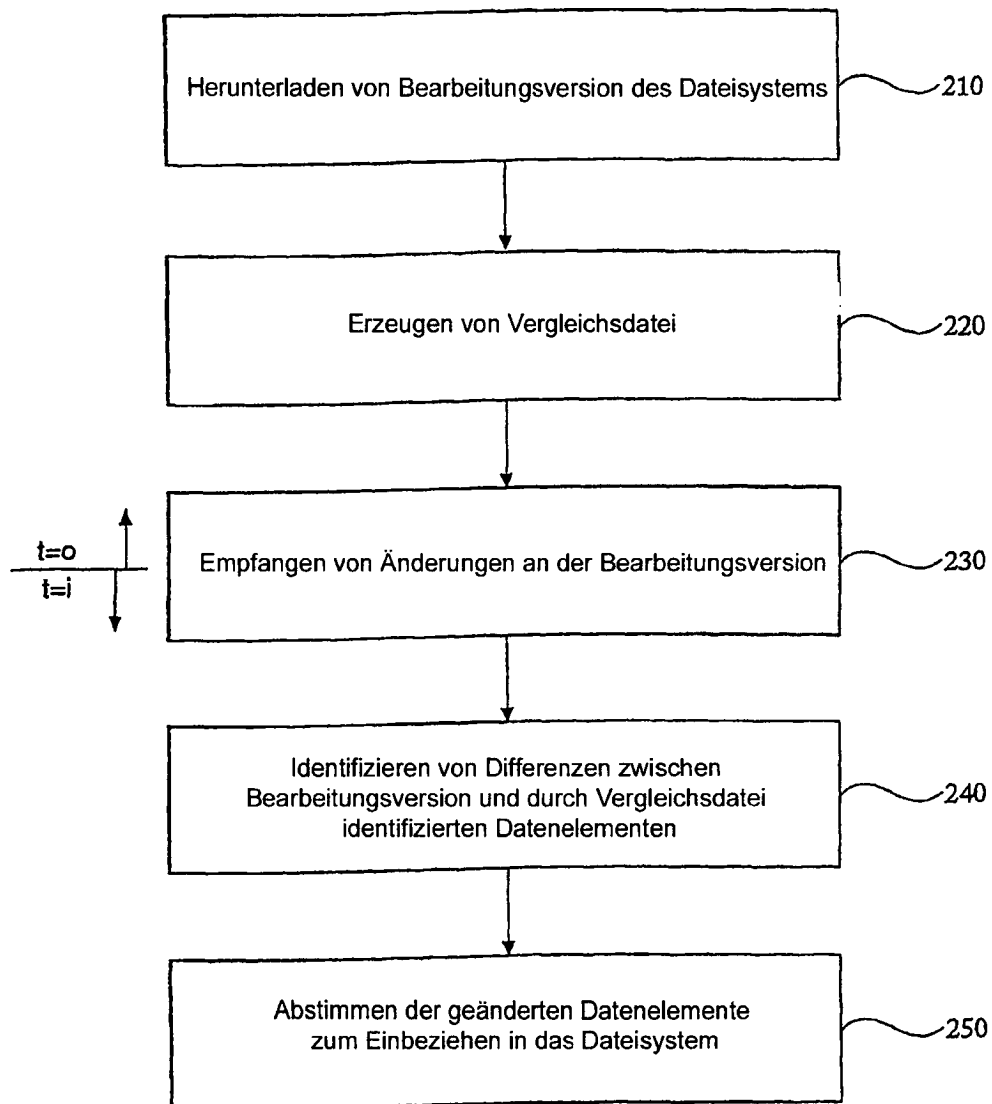 Herunterladen von Bearbeitungsversion des Dateisystems
210
Erzeugen von Vergleichsdatei
220
t=o
t=i
Empfangen von Änderungen an der Bearbeitungsversion
230
Identifizieren von Differenzen zwischen
Bearbeitungsversion und durch Vergleichsdatei
identifizierten Datenelementen
240
Abstimmen der geänderten Datenelemente
zum Einbeziehen in das Dateisystem
250